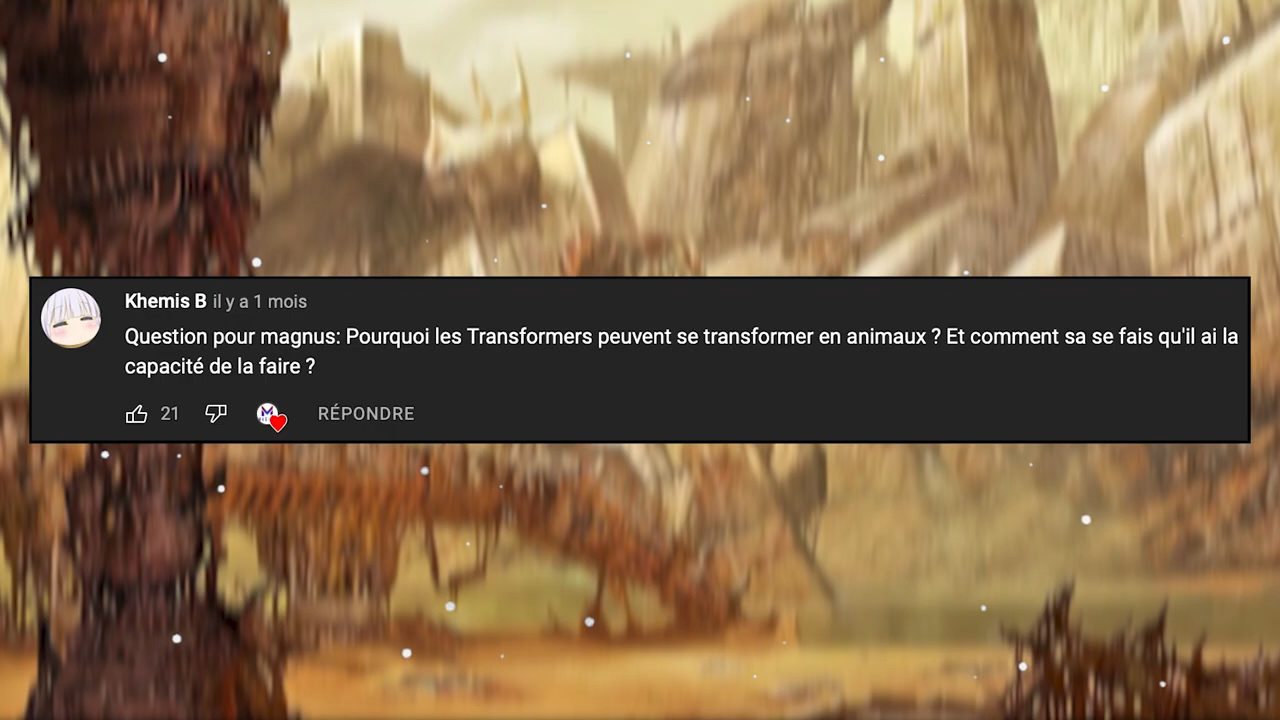 Khemis B il y a 1 mois
Question pour magnus: Pourquoi les Transformers peuvent se transformer en animaux ? Et comment sa se fais qu'il ai la
capacité de la faire ?
21 RÉPONDRE